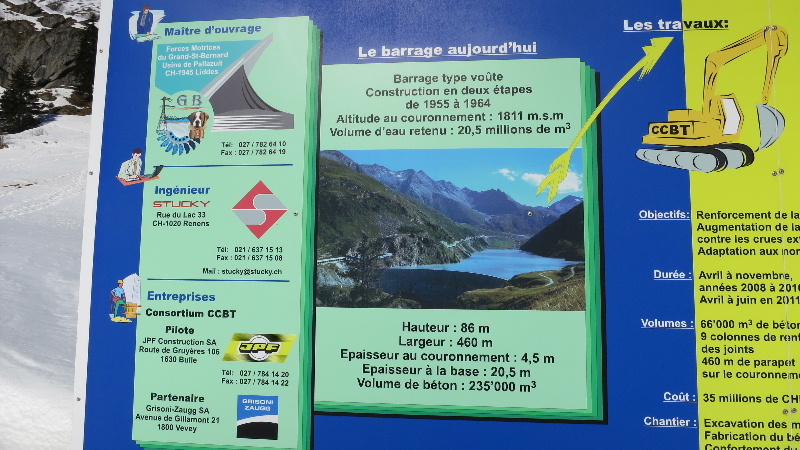 Maître d'ouvrage
Forces Motrices
du Grand-St-Bernard
Usine de Pallazuit
CH-1945 Liddes
GB
Tél: 027 / 782 64 10
Fax : 027 / 782 64 19
Ingénieur
STUCKY
Rue du Lac 33
CH-1020 Renens
Tél: 021 / 637 15 13
Fax : 021 / 637 15 08
Mail : stucky@stucky.ch
Entreprises
Consortium CCBT
Pilote
JPF Construction SA
Route de Gruyères 106
1630 Bulle
JPF
Tél: 027 / 784 14 20
Fax : 027 / 784 14 22
Partenaire
Grisoni-Zaugg SA
Avenue de Gillamont 21
1800 Vevey
GRISONI
ZAUGG
Le barrage aujourd'hui
Barrage type voûte
Construction en deux étapes
de 1955 à 1964
Altitude au couronnement : 1811 m.s.m
Volume d'eau retenu : 20,5 millions de m³
Hauteur : 86 m
Largeur : 460 m
Epaisseur au couronnement : 4,5 m
Epaisseur à la base : 20,5 m
Volume de béton : 235'000 m³
Les travaux:
CCBT
Objectifs: Renforcement de la
Augmentation de la
contre les crues
Adaptation aux
Durée : Avril à novembre,
années 2008 à
Avril à juin en 2011
Volumes : 66'000 m³ de
9 colonnes de
des joints
460 m de parapet
sur le
Coût : 35 millions de
Chantier : Excavation des
Fabrication du